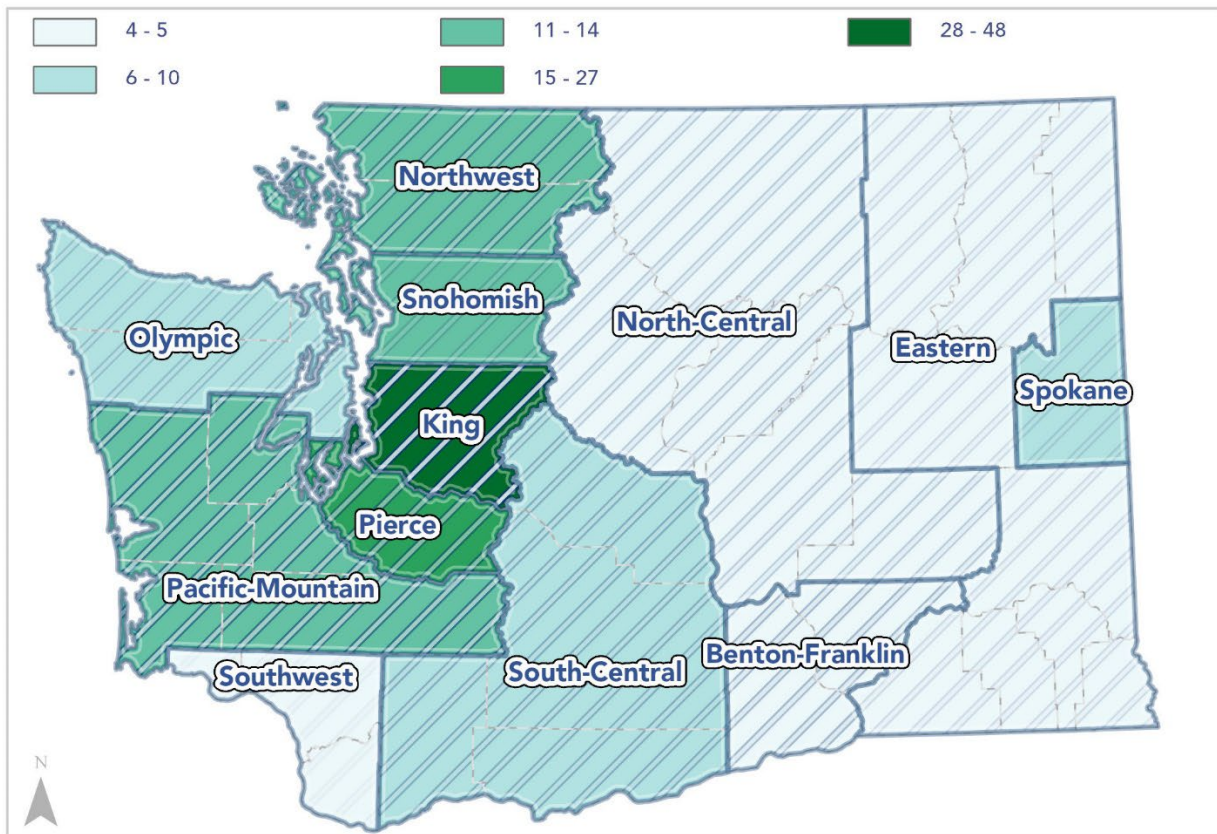 4 - 5
11 - 14
28 - 48
6 - 10
15 - 27
Northwest
Snohomish
North-Central
Olympic
Eastern
Spokane
King
Pierce
Pacific-Mountain
Southwest
South-Central
Benton-Franklin
N